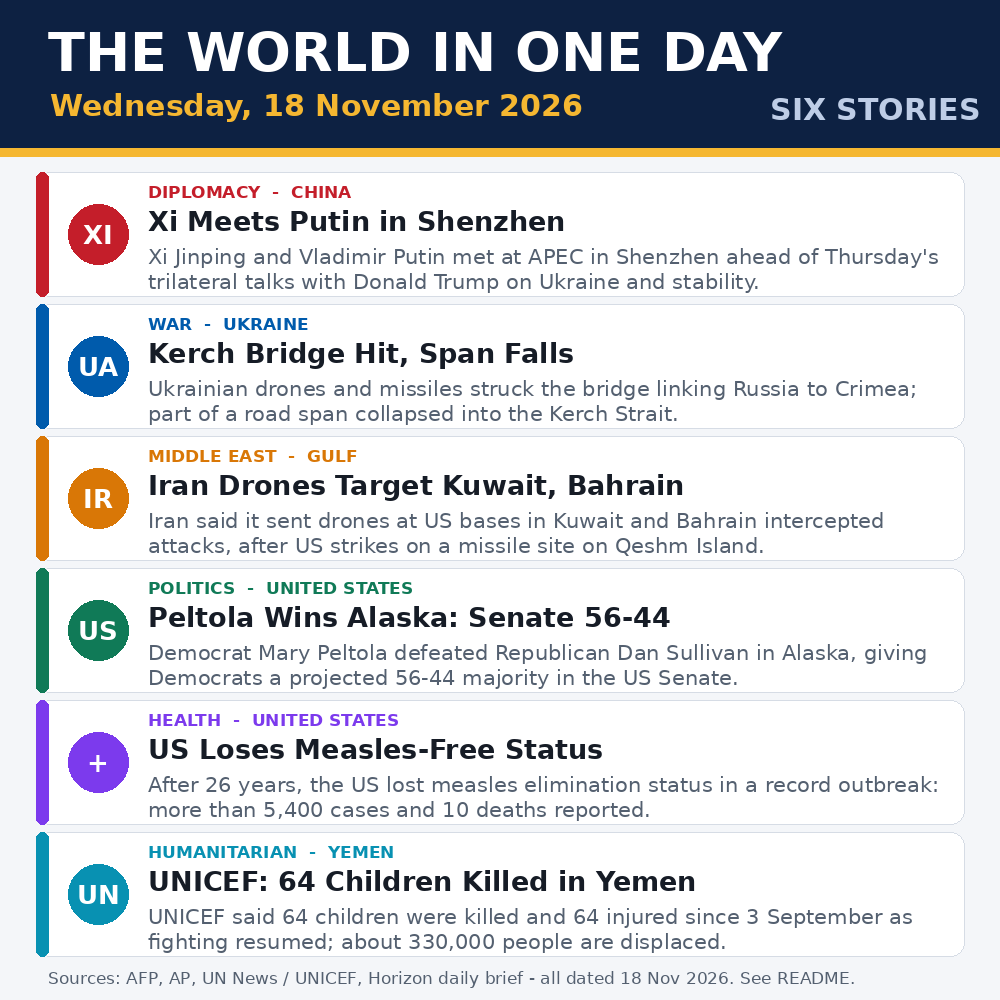 THE WORLD IN ONE DAY
Wednesday, 18 November 2026
SIX STORIES
DIPLOMACY - CHINA
XI
Xi Meets Putin in Shenzhen
Xi Jinping and Vladimir Putin met at APEC in Shenzhen ahead of Thursday's
trilateral talks with Donald Trump on Ukraine and stability.
WAR - UKRAINE
UA
Kerch Bridge Hit, Span Falls
Ukrainian drones and missiles struck the bridge linking Russia to Crimea;
part of a road span collapsed into the Kerch Strait.
MIDDLE EAST - GULF
IR
Iran Drones Target Kuwait, Bahrain
Iran said it sent drones at US bases in Kuwait and Bahrain intercepted
attacks, after US strikes on a missile site on Qeshm Island.
POLITICS - UNITED STATES
US
Peltola Wins Alaska: Senate 56-44
Democrat Mary Peltola defeated Republican Dan Sullivan in Alaska, giving
Democrats a projected 56-44 majority in the US Senate.
HEALTH - UNITED STATES
+
US Loses Measles-Free Status
After 26 years, the US lost measles elimination status in a record outbreak:
more than 5,400 cases and 10 deaths reported.
HUMANITARIAN - YEMEN
UN
UNICEF: 64 Children Killed in Yemen
UNICEF said 64 children were killed and 64 injured since 3 September as
fighting resumed; about 330,000 people are displaced.
Sources: AFP, AP, UN News / UNICEF, Horizon daily brief - all dated 18 Nov 2026. See README.